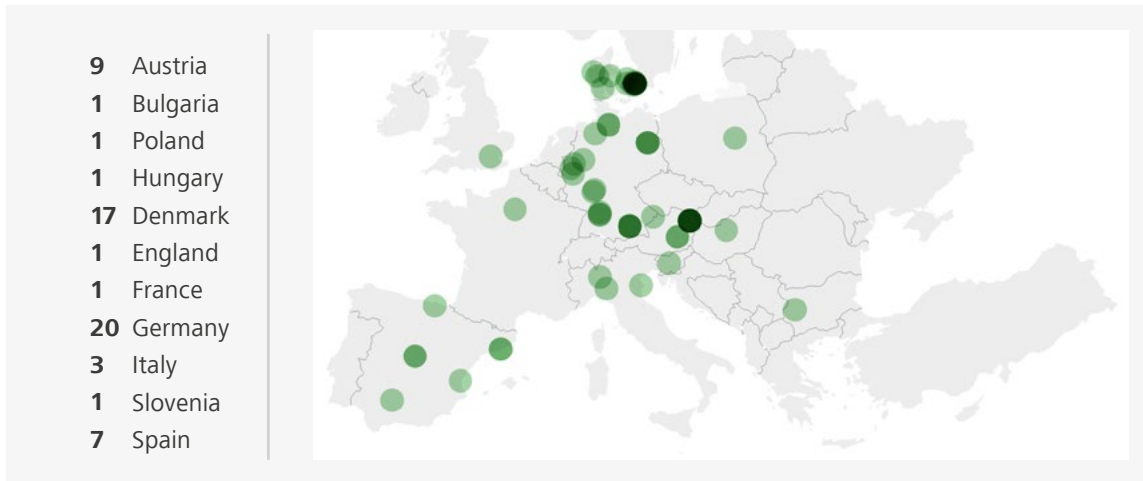 9 Austria
1 Bulgaria
1 Poland
1 Hungary
17 Denmark
1 England
1 France
20 Germany
3 Italy
1 Slovenia
7 Spain